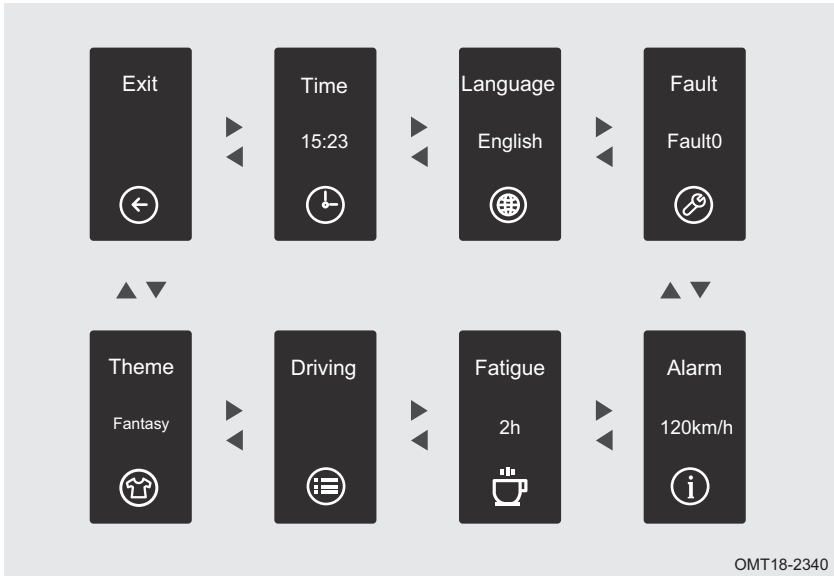 Exit
Time
15:23
Language
English
Fault
Fault0
Theme
Fantasy
Driving
Fatigue
2h
Alarm
120km/h
i
OMT18-2340